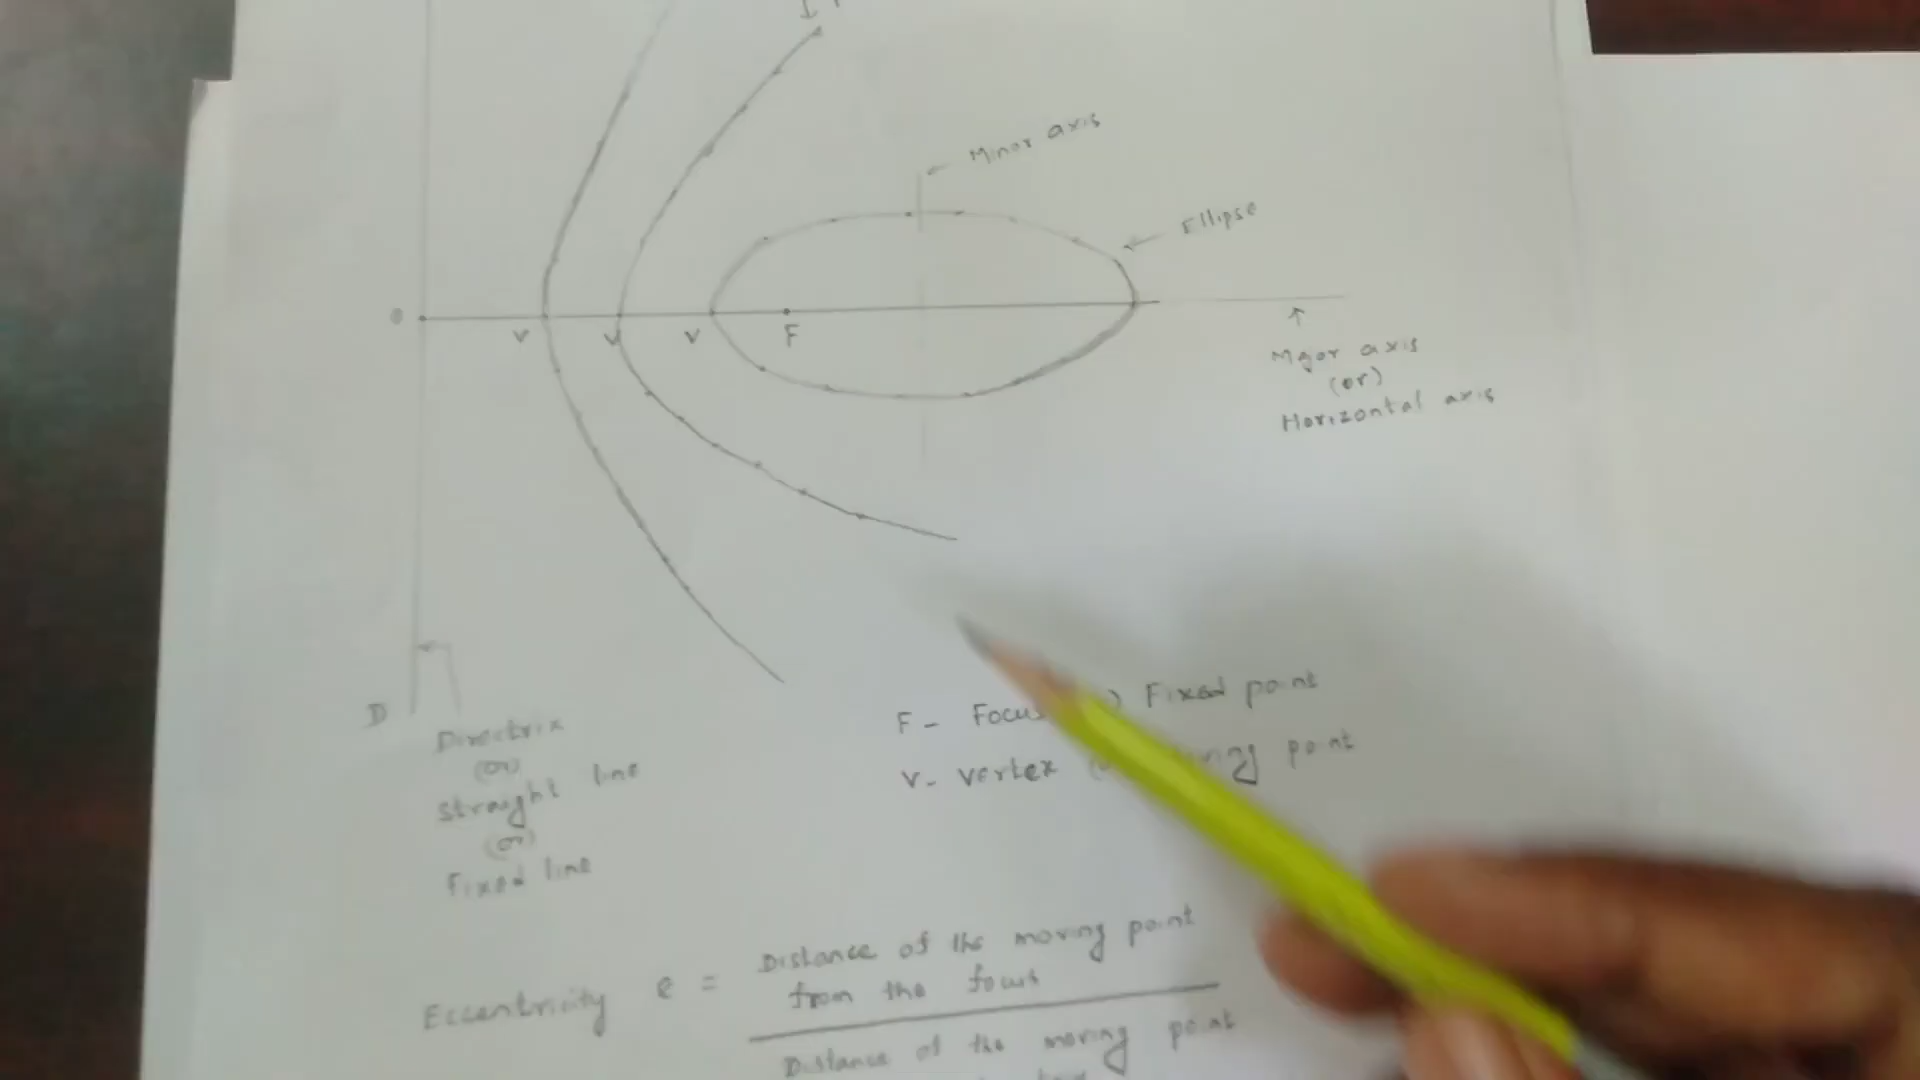 Minor axis
Ellipse
V
V
V
F
Mjor axis
(or)
Horizontal axis
D
Directrix
(or)
Straight line
(or)
Fixed line
F - Focus Fixed point
V - Vertex point
Eccentricity e = Distance of the moving point
from the focus
Distance of the moving point